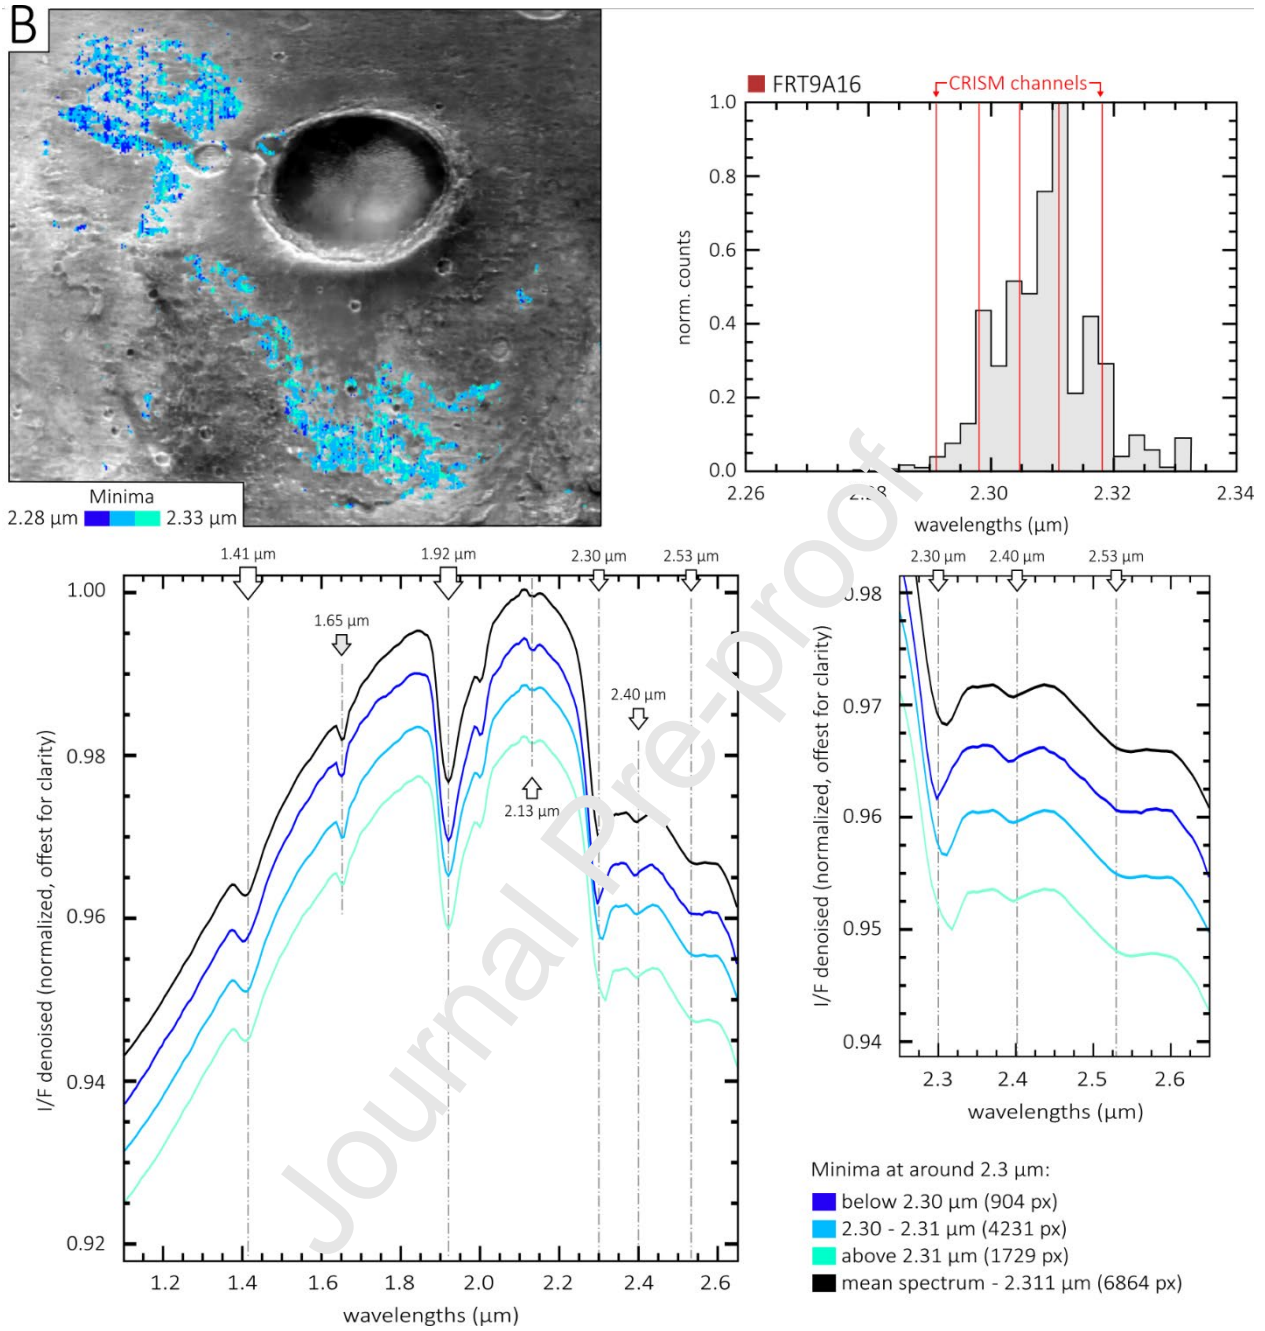 B
Minima
2.28 µm 2.33 µm
FRT9A16
CRISM channels
norm. counts
1.0
0.8
0.6
0.4
0.2
0.0
2.26 2.28 2.30 2.32 2.34
wavelengths (µm)
1.41 µm 1.92 µm 2.30 µm 2.53 µm
1.65 µm
2.40 µm
2.13 µm
I/F denoised (normalized, offest for clarity)
1.00
0.98
0.96
0.94
0.92
1.2 1.4 1.6 1.8 2.0 2.2 2.4 2.6
wavelengths (µm)
2.30 µm 2.40 µm 2.53 µm
I/F denoised (normalized, offest for clarity)
0.98
0.97
0.96
0.95
0.94
2.3 2.4 2.5 2.6
wavelengths (µm)
Minima at around 2.3 µm:
below 2.30 µm (904 px)
2.30 - 2.31 µm (4231 px)
above 2.31 µm (1729 px)
mean spectrum - 2.311 µm (6864 px)
Journal Pre-proof